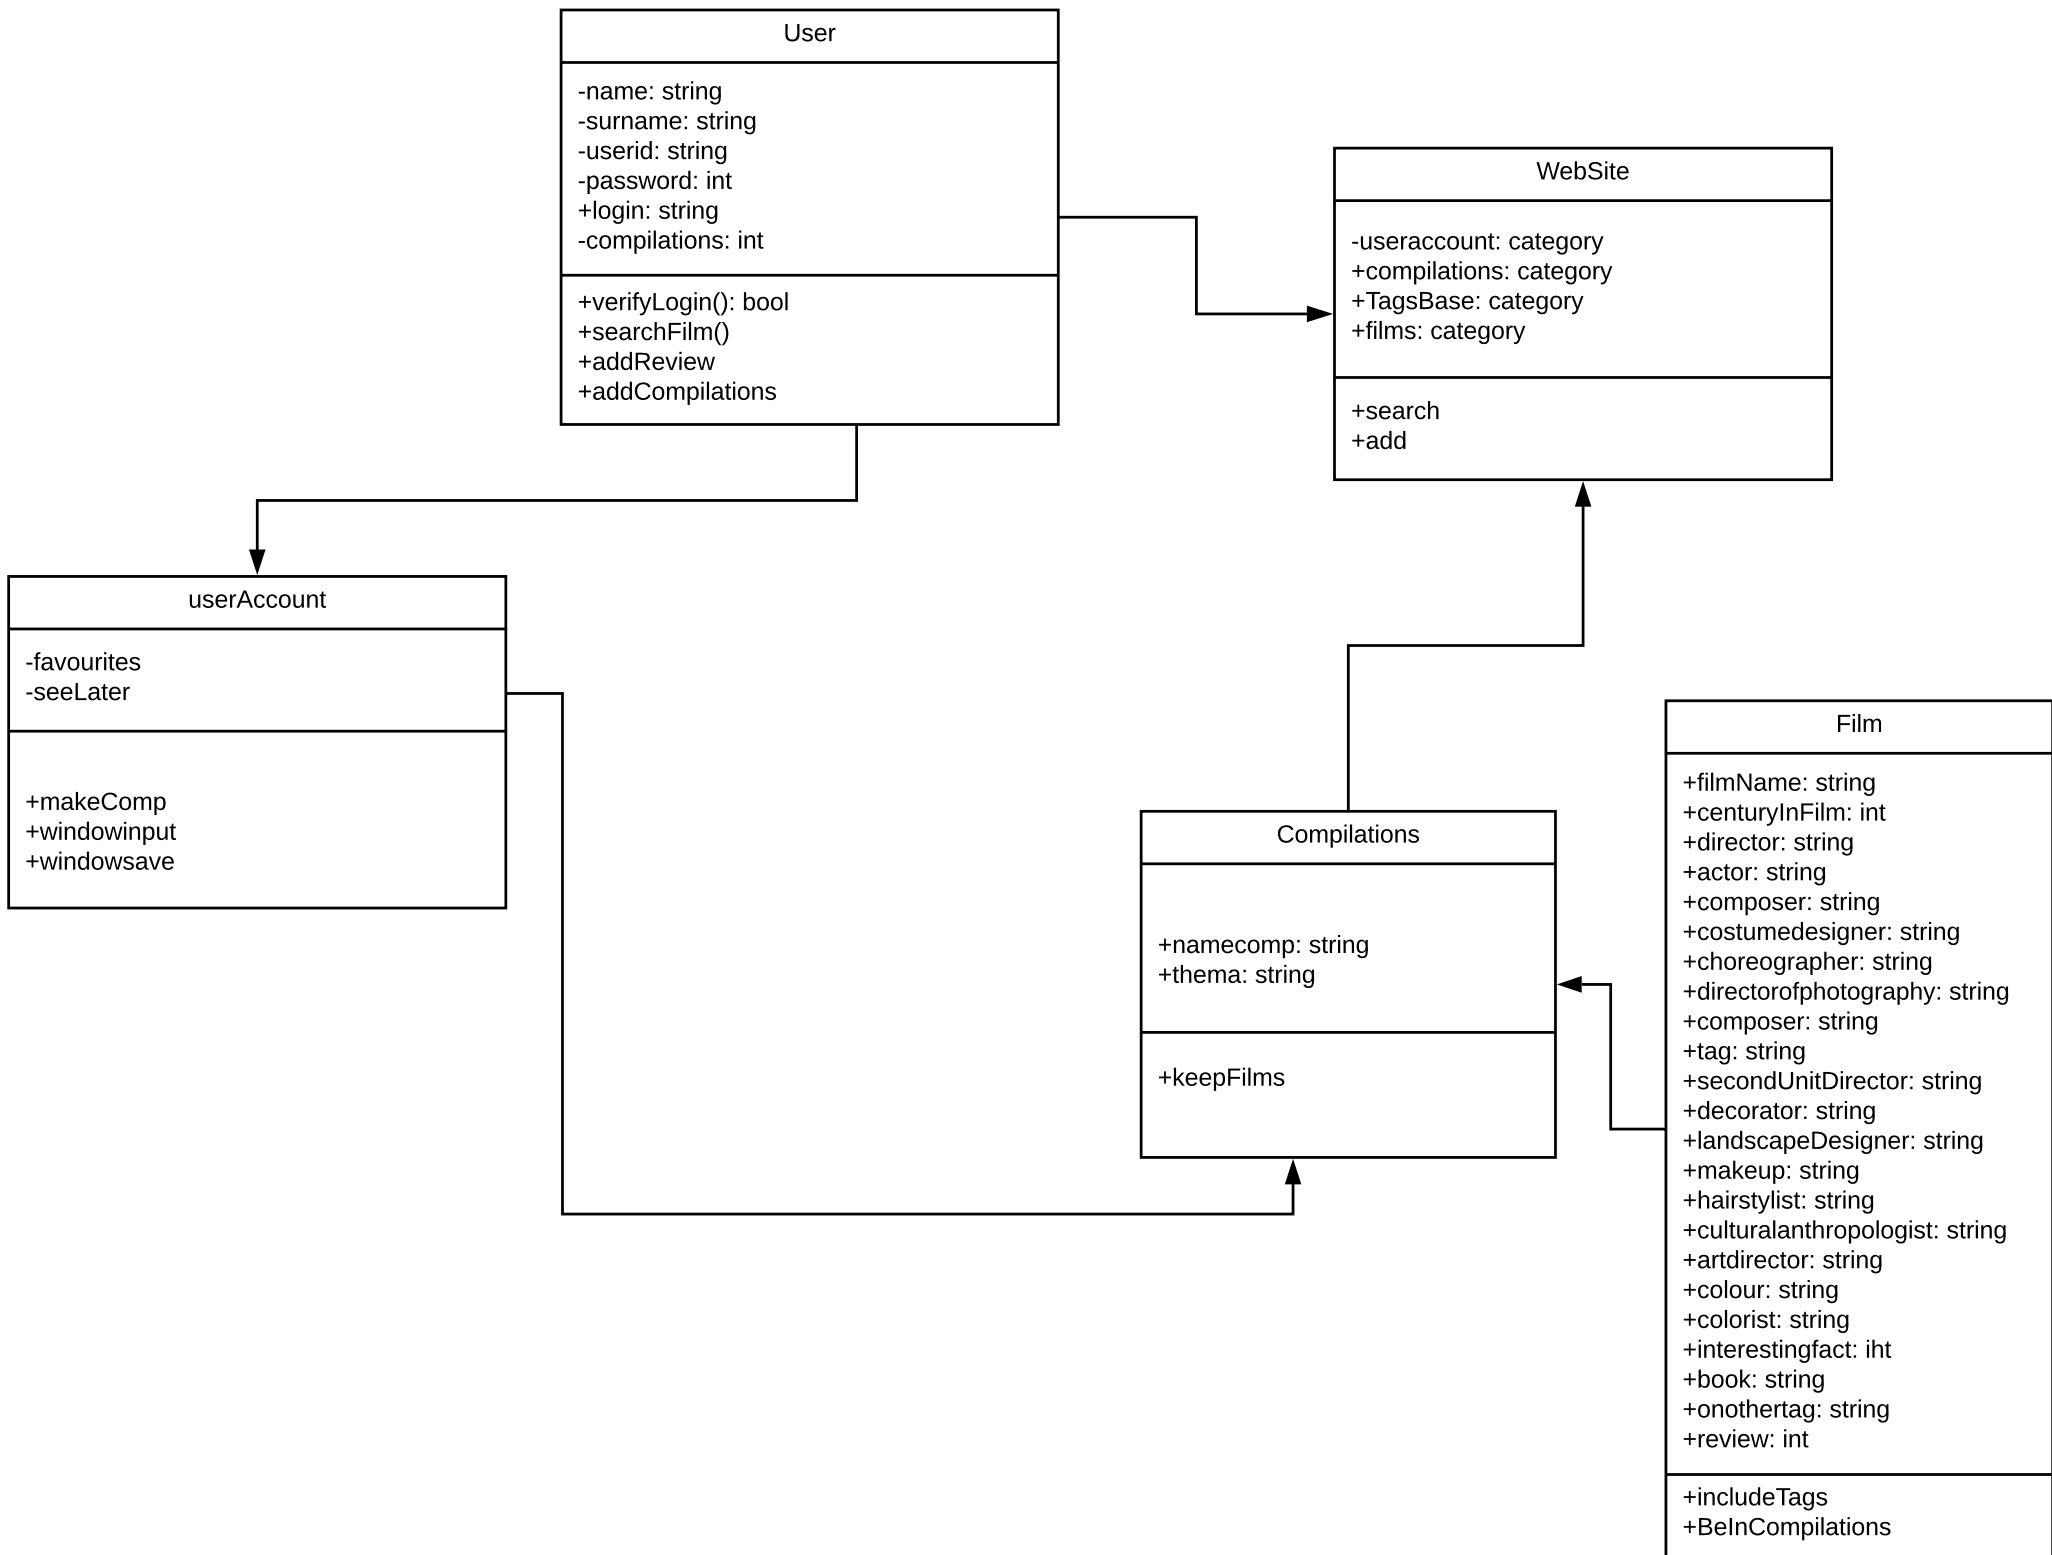 User
-name: string
-surname: string
-userid: string
-password: int
+login: string
-compilations: int
+verifyLogin(): bool
+searchFilm()
+addReview
+addCompilations
WebSite
-useraccount: category
+compilations: category
+TagsBase: category
+films: category
+search
+add
userAccount
-favourites
-seeLater
+makeComp
+windowinput
+windowsave
Compilations
+namecomp: string
+thema: string
+keepFilms
Film
+filmName: string
+centuryInFilm: int
+director: string
+actor: string
+composer: string
+costumedesigner: string
+choreographer: string
+directorofphotography: string
+composer: string
+tag: string
+secondUnitDirector: string
+decorator: string
+landscapeDesigner: string
+makeup: string
+hairstylist: string
+culturalanthropologist: string
+artdirector: string
+colour: string
+colorist: string
+interestingfact: iht
+book: string
+onothertag: string
+review: int
+includeTags
+BeInCompilations